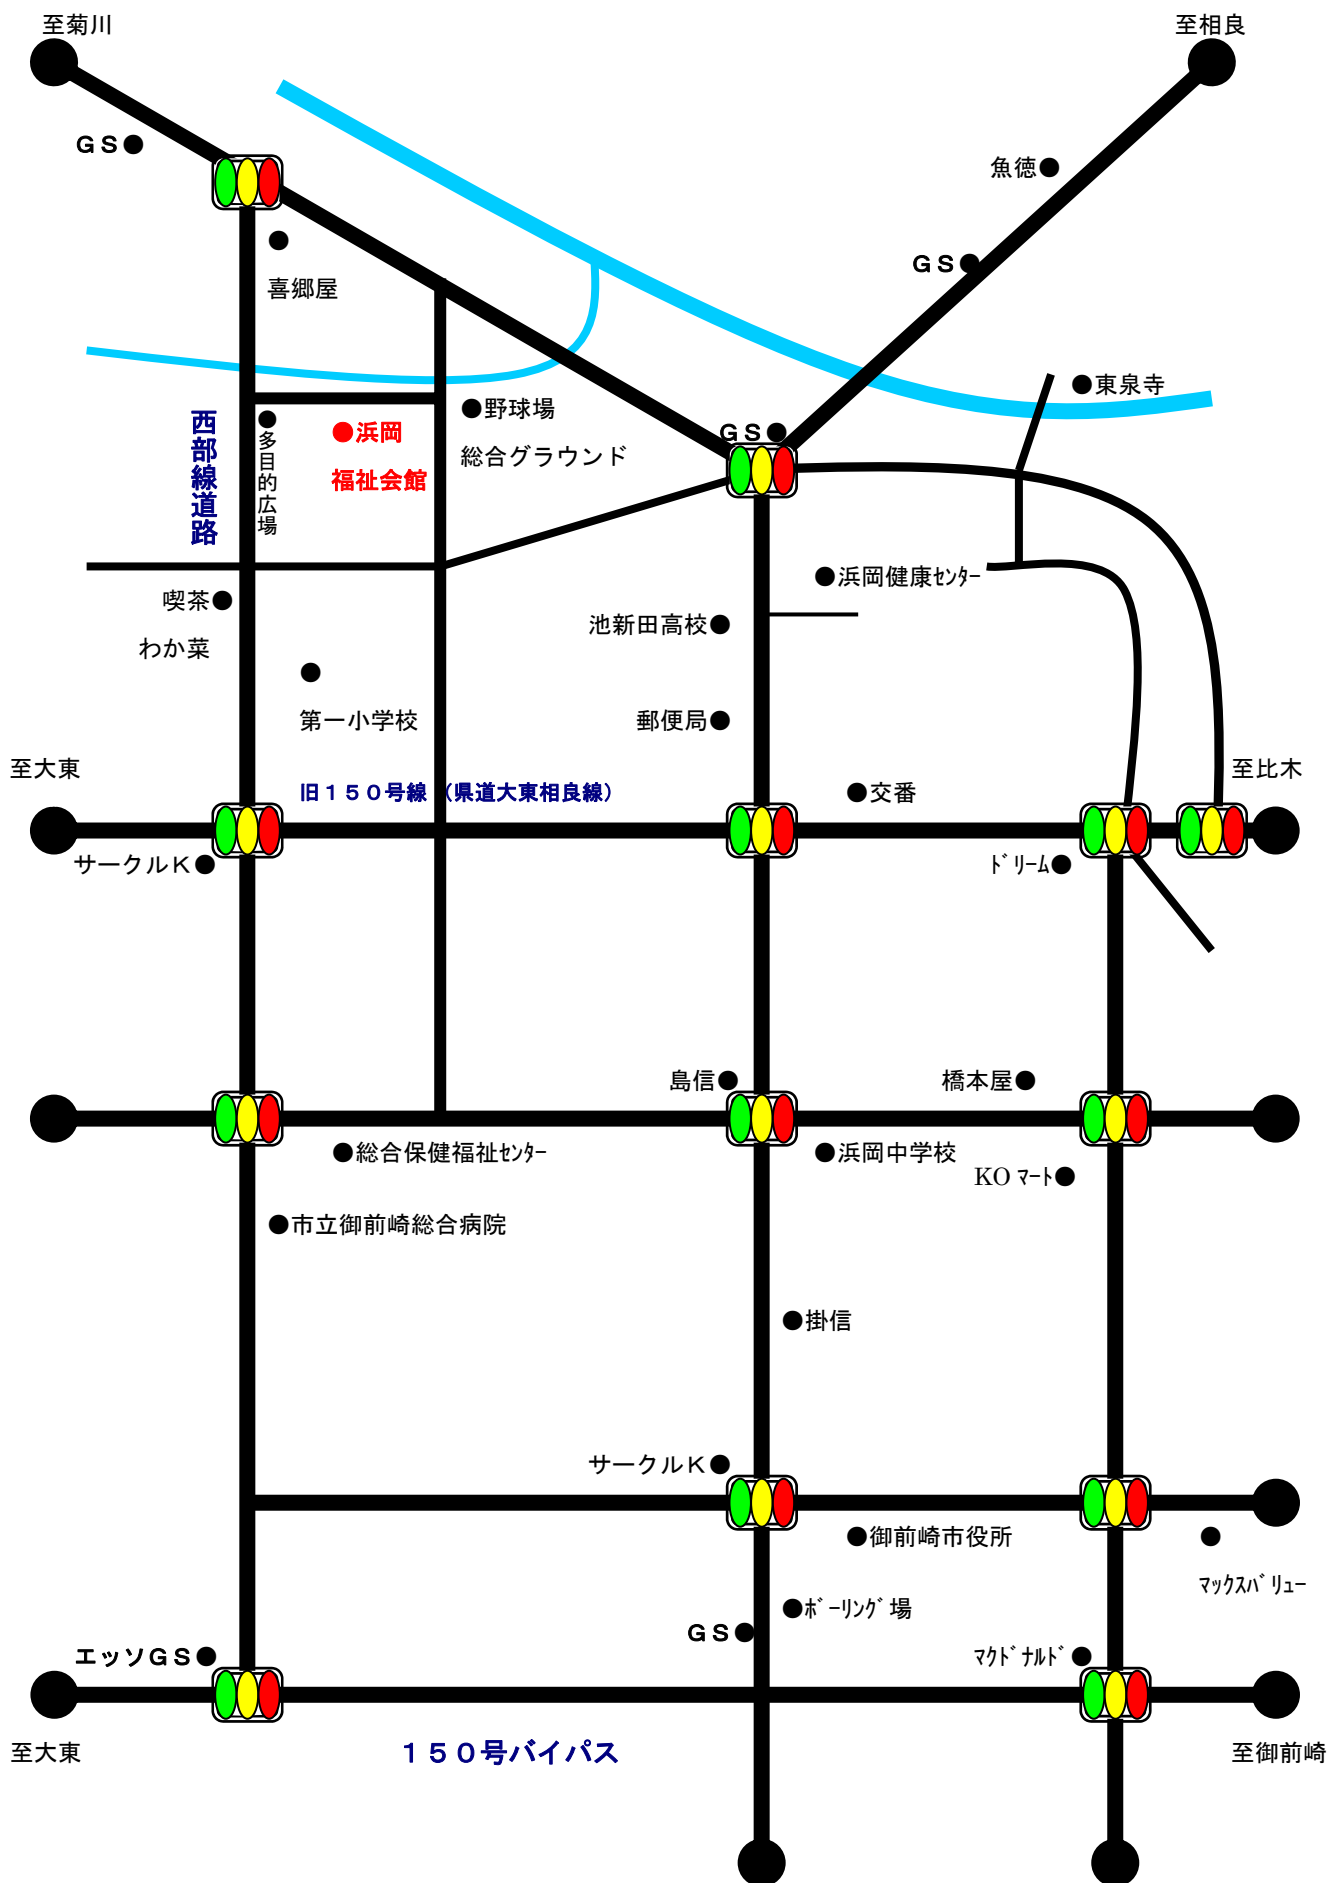 至菊川
至相良
GS●
魚徳●
GS●
●
喜郷屋
●東泉寺
●野球場
総合グラウンド
西部線道路
●多目的広場
●浜岡
福祉会館
GS●
●浜岡健康ｾﾝﾀｰ
喫茶●
わか菜
池新田高校●
●
第一小学校
郵便局●
至大東
旧150号線（県道大東相良線）
●交番
至比木
サークルK●
ﾄﾞﾘｰﾑ●
島信●
橋本屋●
●総合保健福祉ｾﾝﾀｰ
●浜岡中学校
KOﾏｰﾄ●
●市立御前崎総合病院
●掛信
サークルK●
●御前崎市役所
●
ﾏｯｸｽﾊﾞﾘｭｰ
●ﾎﾞｰﾘﾝｸﾞ場
GS●
エッソGS●
ﾏｸﾄﾞﾅﾙﾄﾞ●
至大東
150号バイパス
至御前崎